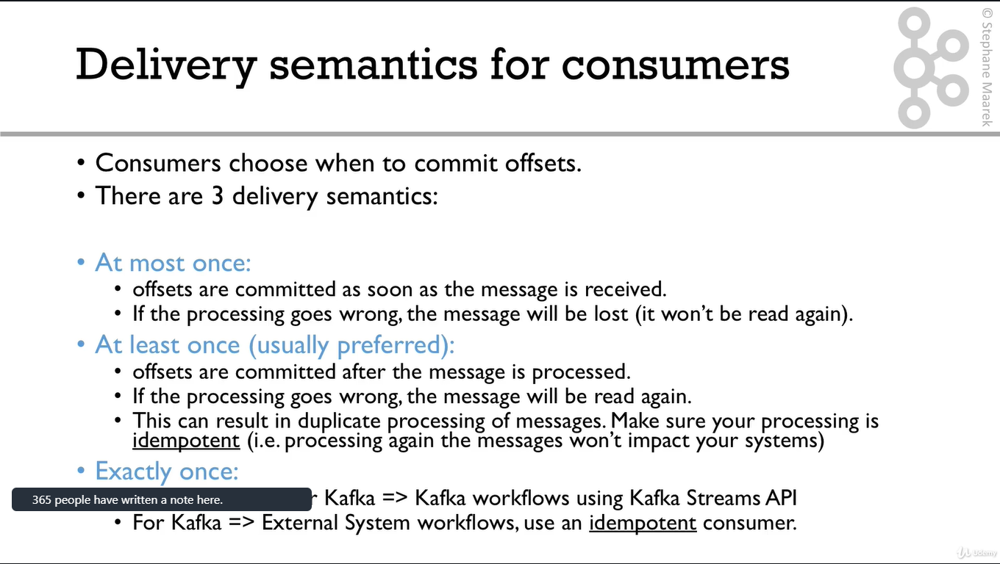 Delivery semantics for consumers
© Stephane Maarek
• Consumers choose when to commit offsets.
• There are 3 delivery semantics:
• At most once:
• offsets are committed as soon as the message is received.
• If the processing goes wrong, the message will be lost (it won’t be read again).
• At least once (usually preferred):
• offsets are committed after the message is processed.
• If the processing goes wrong, the message will be read again.
• This can result in duplicate processing of messages. Make sure your processing is
idempotent (i.e. processing again the messages won’t impact your systems)
• Exactly once:
365 people have written a note here.
Kafka => Kafka workflows using Kafka Streams API
• For Kafka => External System workflows, use an idempotent consumer.
Udemy